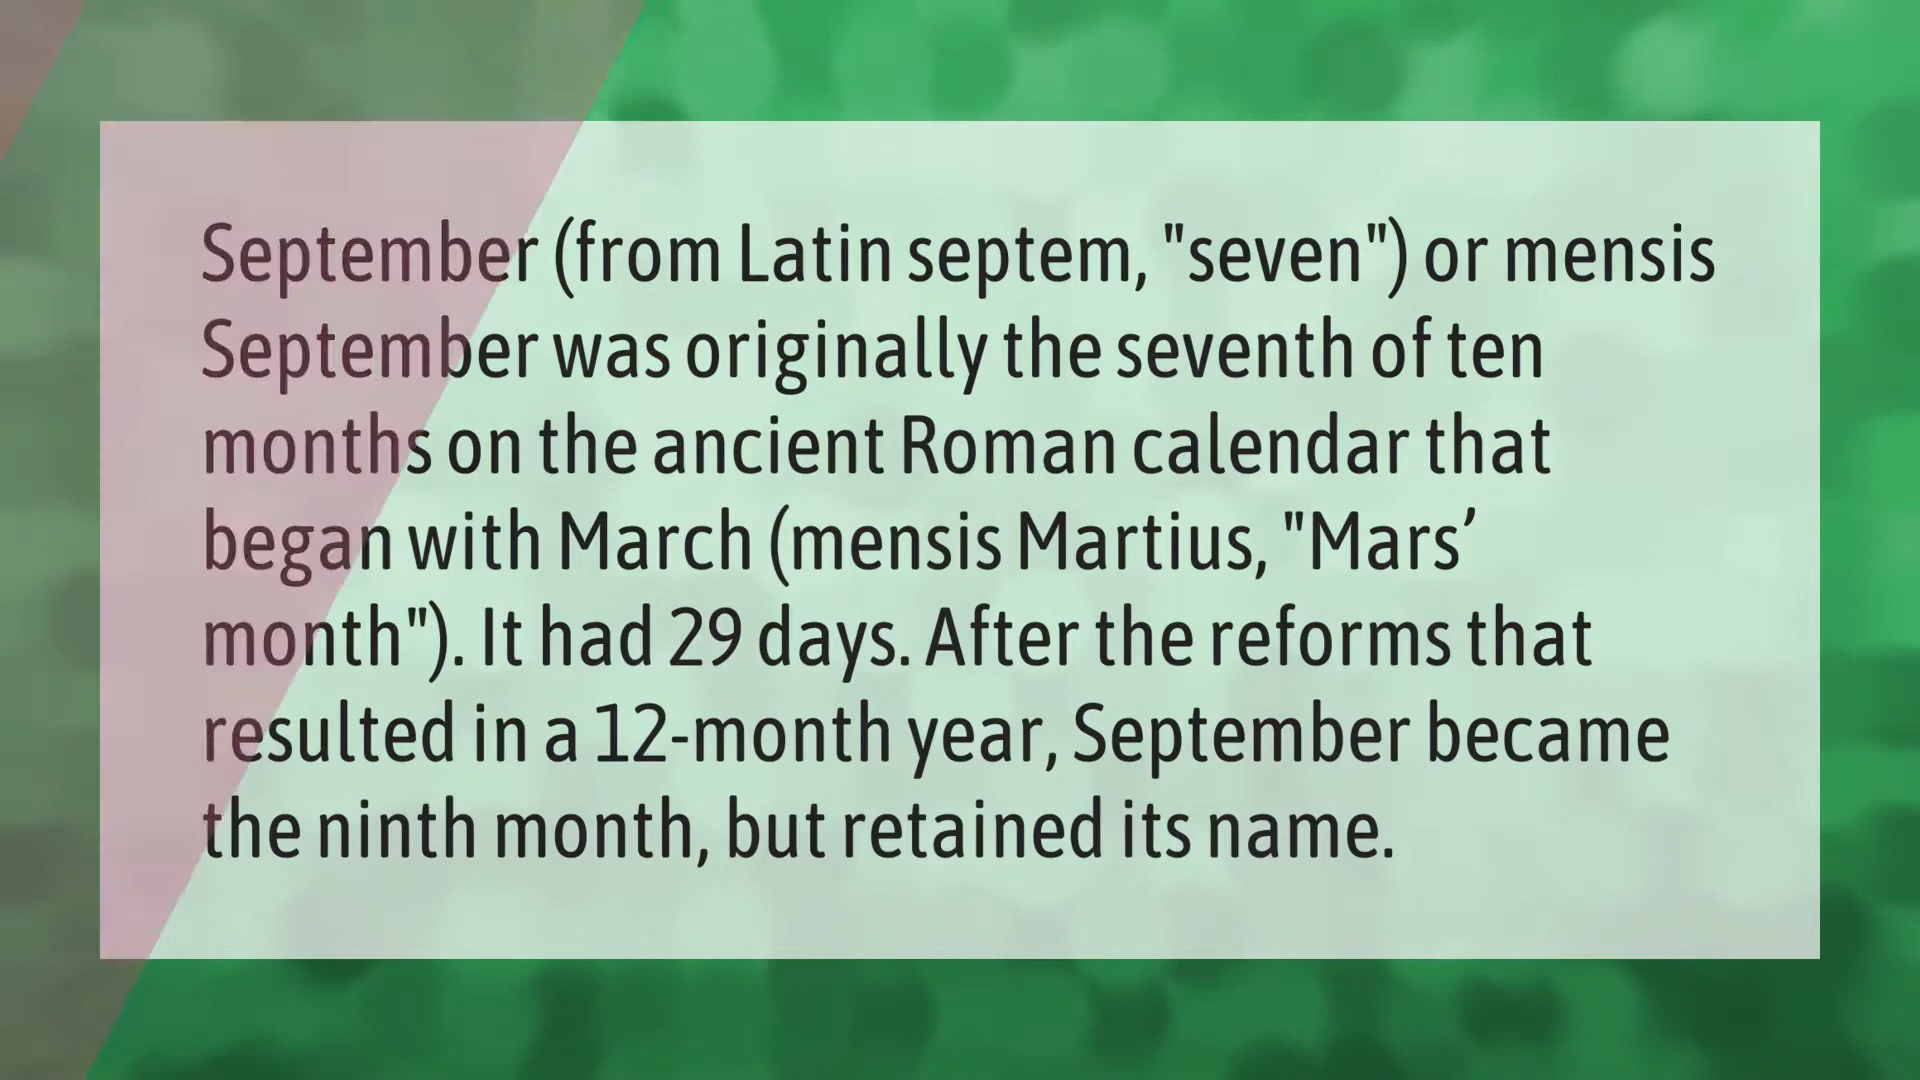 September (from Latin septem, "seven") or mensis
September was originally the seventh of ten
months on the ancient Roman calendar that
began with March (mensis Martius, "Mars’
month"). It had 29 days. After the reforms that
resulted in a 12-month year, September became
the ninth month, but retained its name.